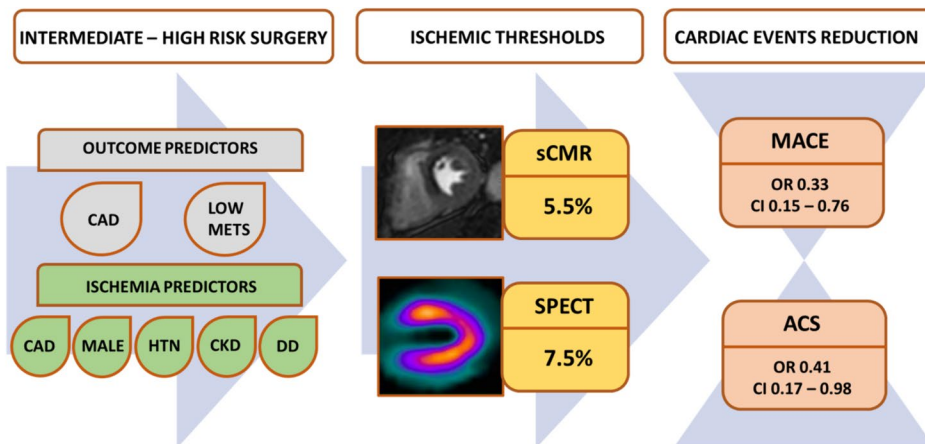 INTERMEDIATE – HIGH RISK SURGERY
OUTCOME PREDICTORS
CAD
LOW
METS
ISCHEMIA PREDICTORS
CAD
MALE
HTN
CKD
DD
ISCHEMIC THRESHOLDS
sCMR
5.5%
SPECT
7.5%
CARDIAC EVENTS REDUCTION
MACE
OR 0.33
CI 0.15 – 0.76
ACS
OR 0.41
CI 0.17 – 0.98